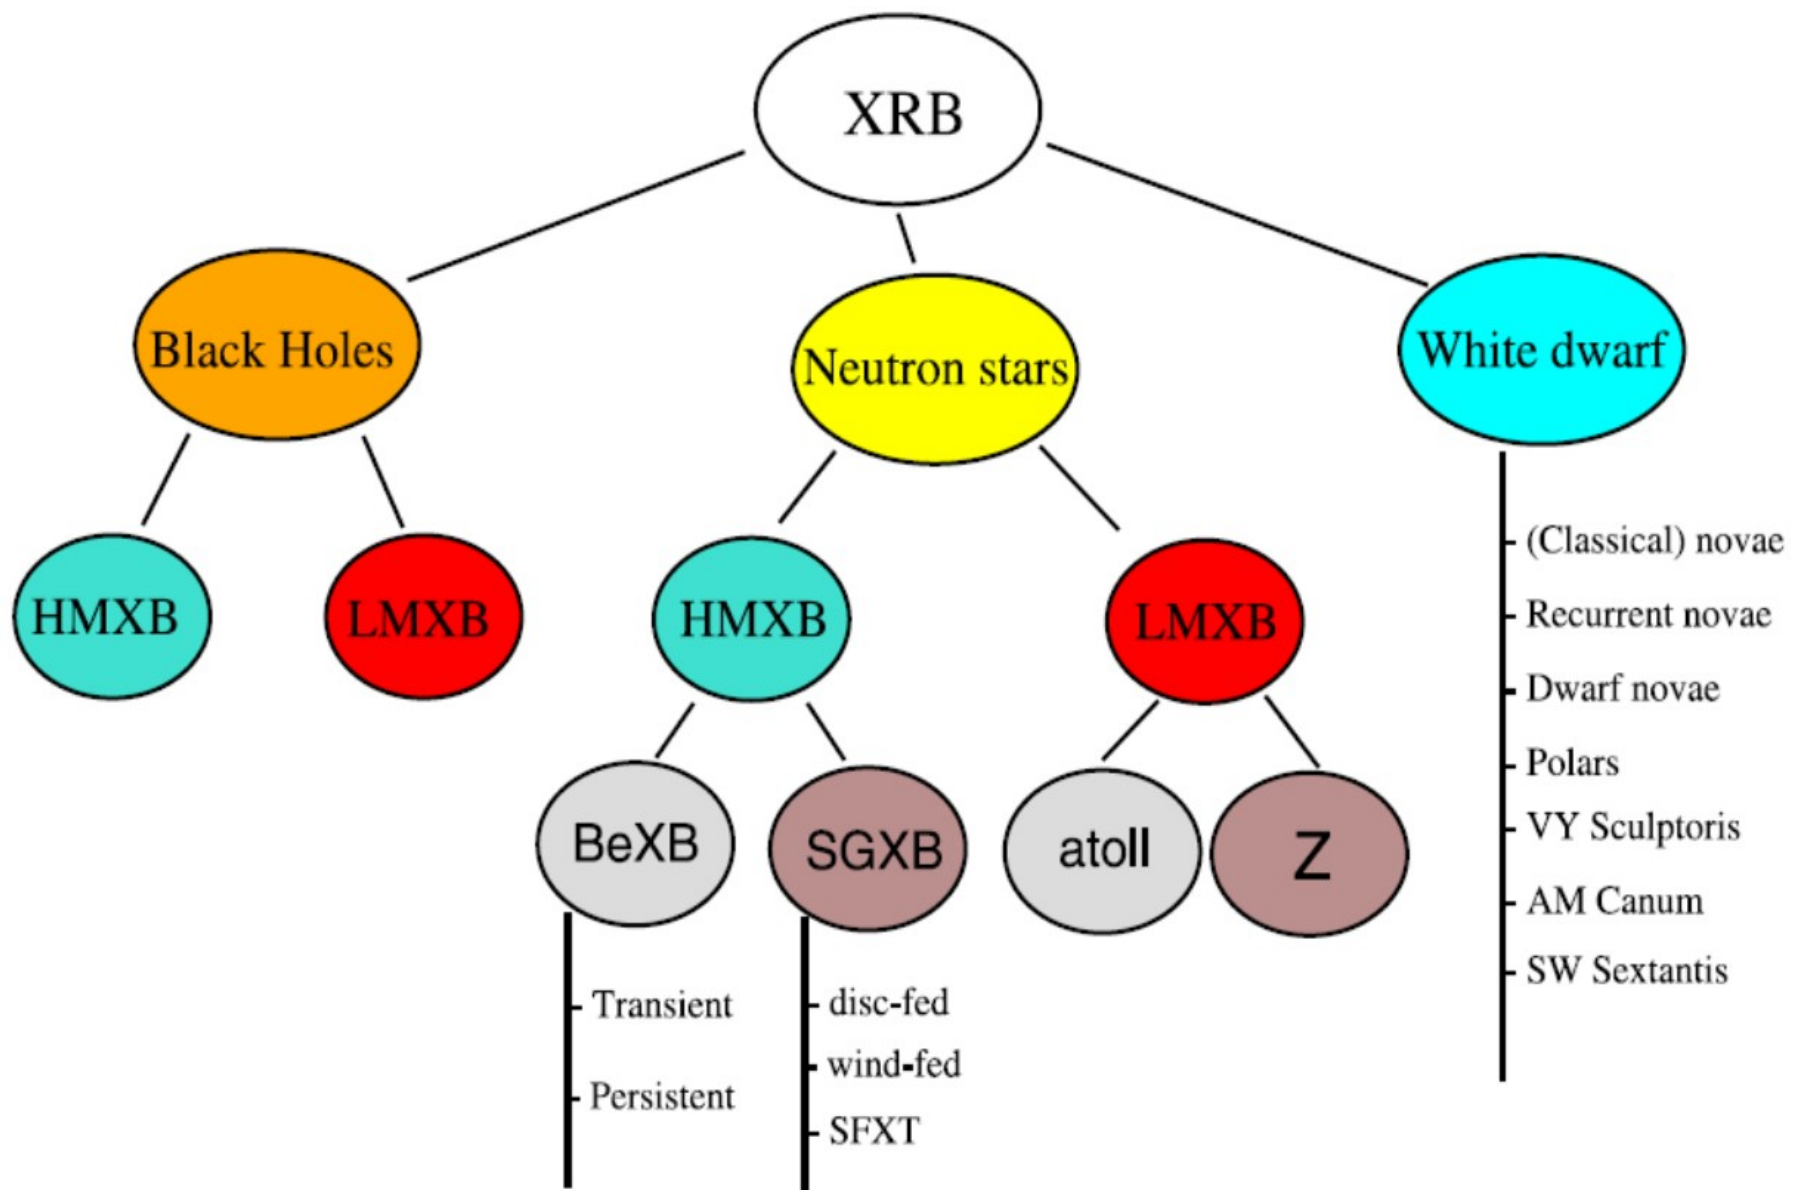 XRB
Black Holes
Neutron stars
White dwarf
HMXB
LMXB
HMXB
LMXB
BeXB
SGXB
atoll
Z
Transient
Persistent
disc-fed
wind-fed
SFXT
(Classical) novae
Recurrent novae
Dwarf novae
Polars
VY Sculptoris
AM Canum
SW Sextantis